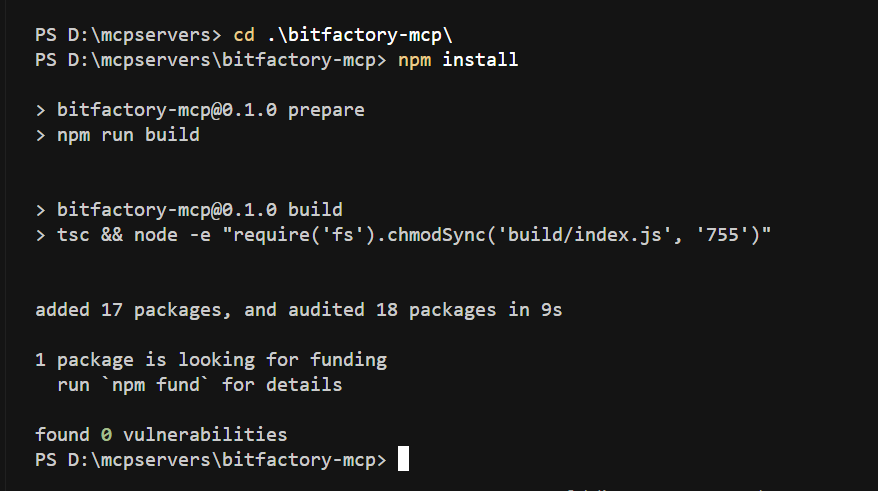 PS D:\mcpservers> cd .\bitfactory-mcp\
PS D:\mcpservers\bitfactory-mcp> npm install
> bitfactory-mcp@0.1.0 prepare
> npm run build
> bitfactory-mcp@0.1.0 build
> tsc && node -e "require('fs').chmodSync('build/index.js', '755')"
added 17 packages, and audited 18 packages in 9s
1 package is looking for funding
run `npm fund` for details
found 0 vulnerabilities
PS D:\mcpservers\bitfactory-mcp>